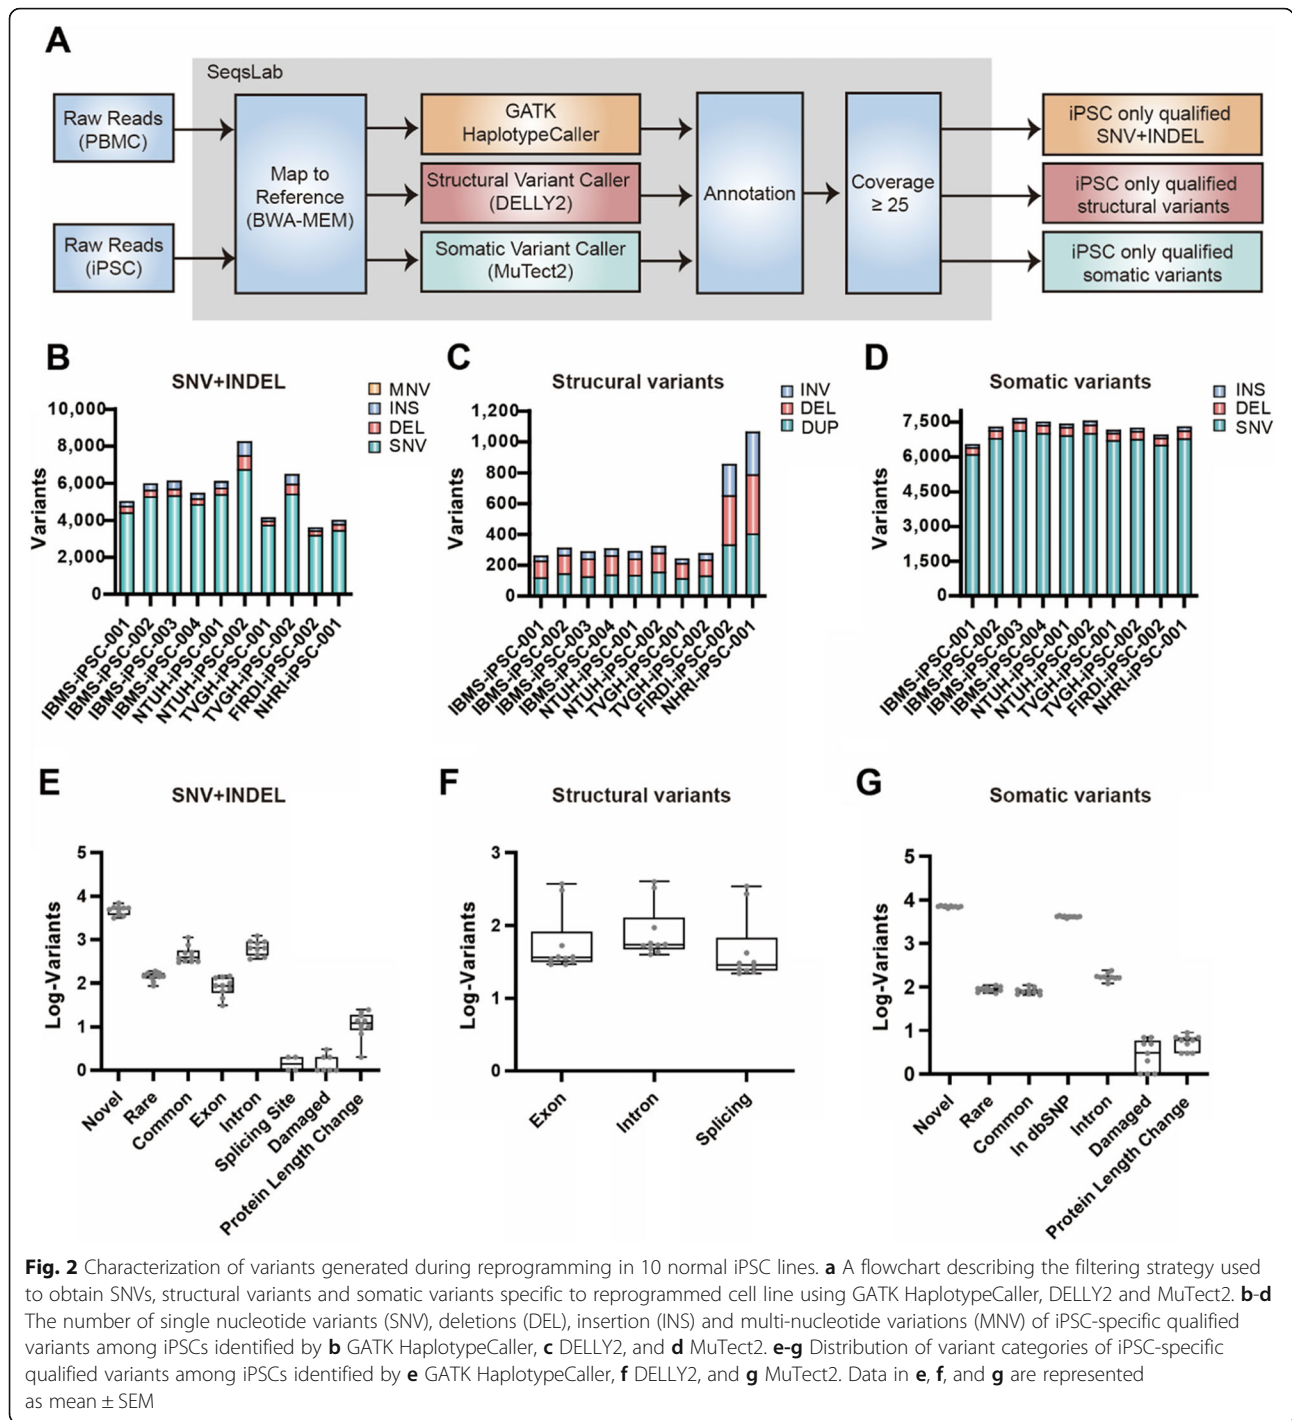 A
SeqsLab
Raw Reads
(PBMC)
Raw Reads
(iPSC)
Map to
Reference
(BWA-MEM)
GATK
HaplotypeCaller
Structural Variant Caller
(DELLY2)
Somatic Variant Caller
(MuTect2)
Annotation
Coverage
≥ 25
iPSC only qualified
SNV+INDEL
iPSC only qualified
structural variants
iPSC only qualified
somatic variants
B
SNV+INDEL
MNV
INS
DEL
SNV
Variants
10,000
8,000
6,000
4,000
2,000
0
IBMS-iPSC-001
IBMS-iPSC-002
IBMS-iPSC-003
IBMS-iPSC-004
NTUH-iPSC-001
NTUH-iPSC-002
TVGH-iPSC-001
TVGH-iPSC-002
FIRDI-iPSC-002
NHRI-iPSC-001
C
Strucural variants
INV
DEL
DUP
Variants
1,200
1,000
800
600
400
200
0
IBMS-iPSC-001
IBMS-iPSC-002
IBMS-iPSC-003
IBMS-iPSC-004
NTUH-iPSC-001
NTUH-iPSC-002
TVGH-iPSC-001
TVGH-iPSC-002
FIRDI-iPSC-002
NHRI-iPSC-001
D
Somatic variants
INS
DEL
SNV
Variants
7,500
6,000
4,500
3,000
1,500
0
IBMS-iPSC-001
IBMS-iPSC-002
IBMS-iPSC-003
IBMS-iPSC-004
NTUH-iPSC-001
NTUH-iPSC-002
TVGH-iPSC-001
TVGH-iPSC-002
FIRDI-iPSC-002
NHRI-iPSC-001
E
SNV+INDEL
Log-Variants
5
4
3
2
1
0
Novel
Rare
Common
Exon
Intron
Splicing Site
Damaged
Protein Length Change
F
Structural variants
Log-Variants
3
2
1
0
Exon
Intron
Splicing
G
Somatic variants
Log-Variants
5
4
3
2
1
0
Novel
Rare
Common
In dbSNP
Intron
Damaged
Protein Length Change
Fig. 2 Characterization of variants generated during reprogramming in 10 normal iPSC lines. a A flowchart describing the filtering strategy used
to obtain SNVs, structural variants and somatic variants specific to reprogrammed cell line using GATK HaplotypeCaller, DELLY2 and MuTect2. b-d
The number of single nucleotide variants (SNV), deletions (DEL), insertion (INS) and multi-nucleotide variations (MNV) of iPSC-specific qualified
variants among iPSCs identified by b GATK HaplotypeCaller, c DELLY2, and d MuTect2. e-g Distribution of variant categories of iPSC-specific
qualified variants among iPSCs identified by e GATK HaplotypeCaller, f DELLY2, and g MuTect2. Data in e, f, and g are represented
as mean ± SEM